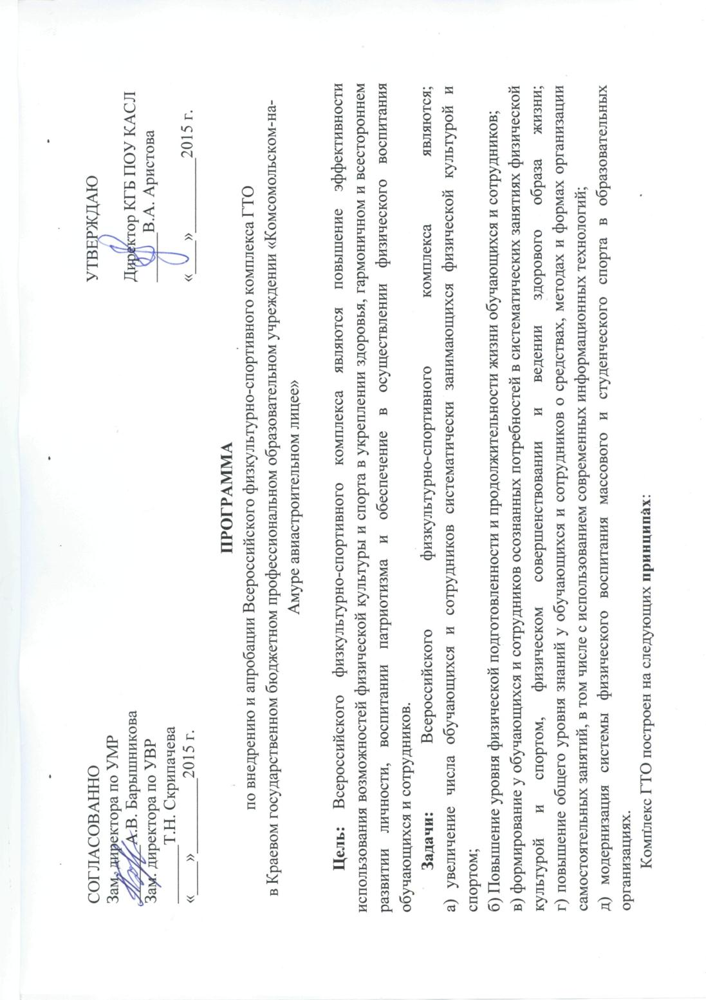 СОГЛАСОВАННО
Зам. директора по УМР
А.В. Барышникова
Зам. директора по УВР
Т.Н. Скрипачева
«____»__________2015 г.
УТВЕРЖДАЮ
Директор КГБ ПОУ КАСЛ
________В.А. Аристова
«____»__________2015 г.
ПРОГРАММА
по внедрению и апробации Всероссийского физкультурно-спортивного комплекса ГТО
в Краевом государственном бюджетном профессиональном образовательном учреждении «Комсомольском-на-
Амуре авиастроительном лицее»
Цель: Всероссийского физкультурно-спортивного комплекса являются повышение эффективности
использования возможностей физической культуры и спорта в укреплении здоровья, гармоничном и всестороннем
развитии личности, воспитании патриотизма и обеспечение в осуществлении физического воспитания
обучающихся и сотрудников.
Задачи: Всероссийского физкультурно-спортивного комплекса являются;
а) увеличение числа обучающихся и сотрудников систематически занимающихся физической культурой и
спортом;
б) Повышение уровня физической подготовленности и продолжительности жизни обучающихся и сотрудников;
в) формирование у обучающихся и сотрудников осознанных потребностей в систематических занятиях физической
культурой и спортом, физическом совершенствовании и ведении здорового образа жизни;
г) повышение общего уровня знаний у обучающихся и сотрудников о средствах, методах и формах организации
самостоятельных занятий, в том числе с использованием современных информационных технологий;
д) модернизация системы физического воспитания массового и студенческого спорта в образовательных
организациях.
Комплекс ГТО построен на следующих принципах: